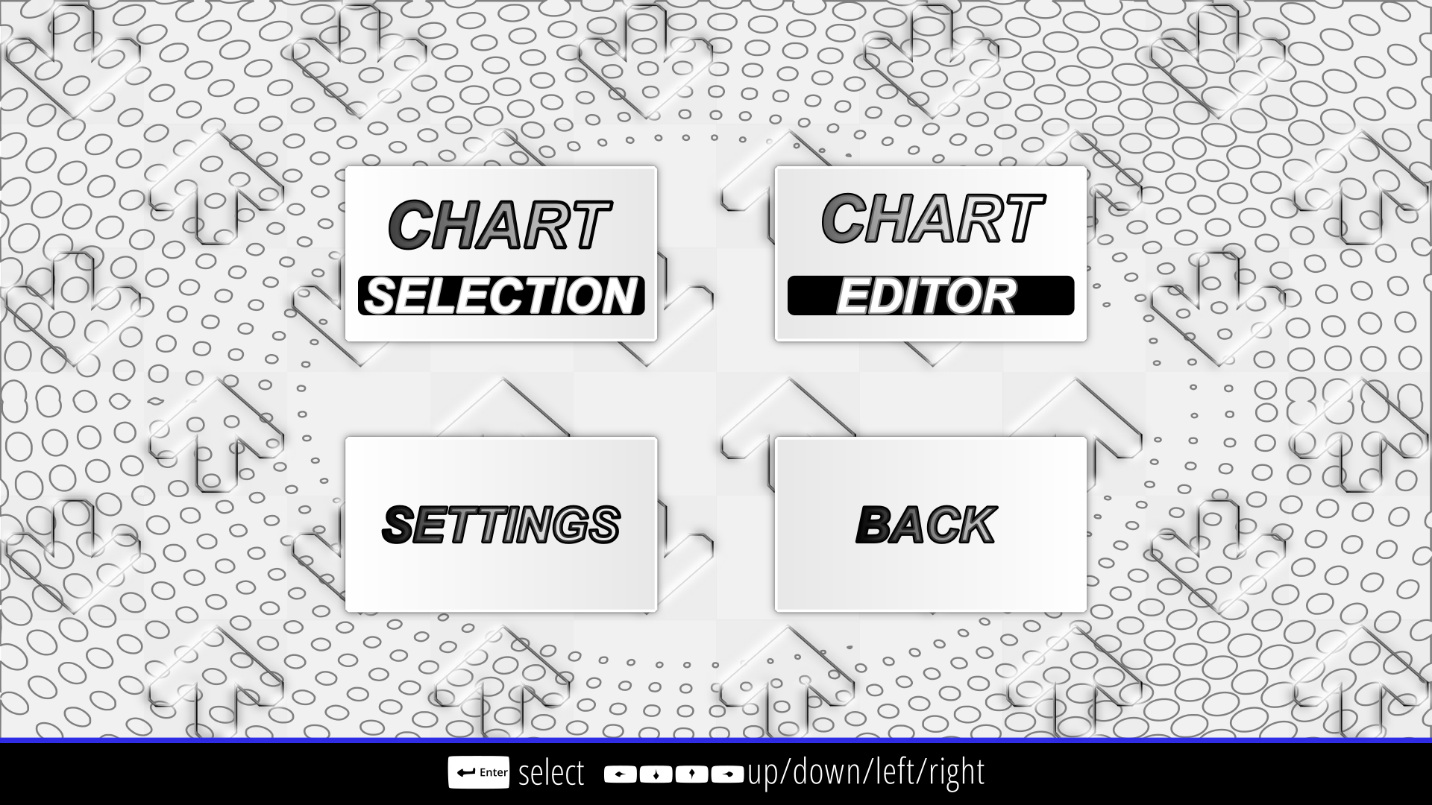 CHART
SELECTION
CHART
EDITOR
SETTINGS
BACK
Enter select up/down/left/right